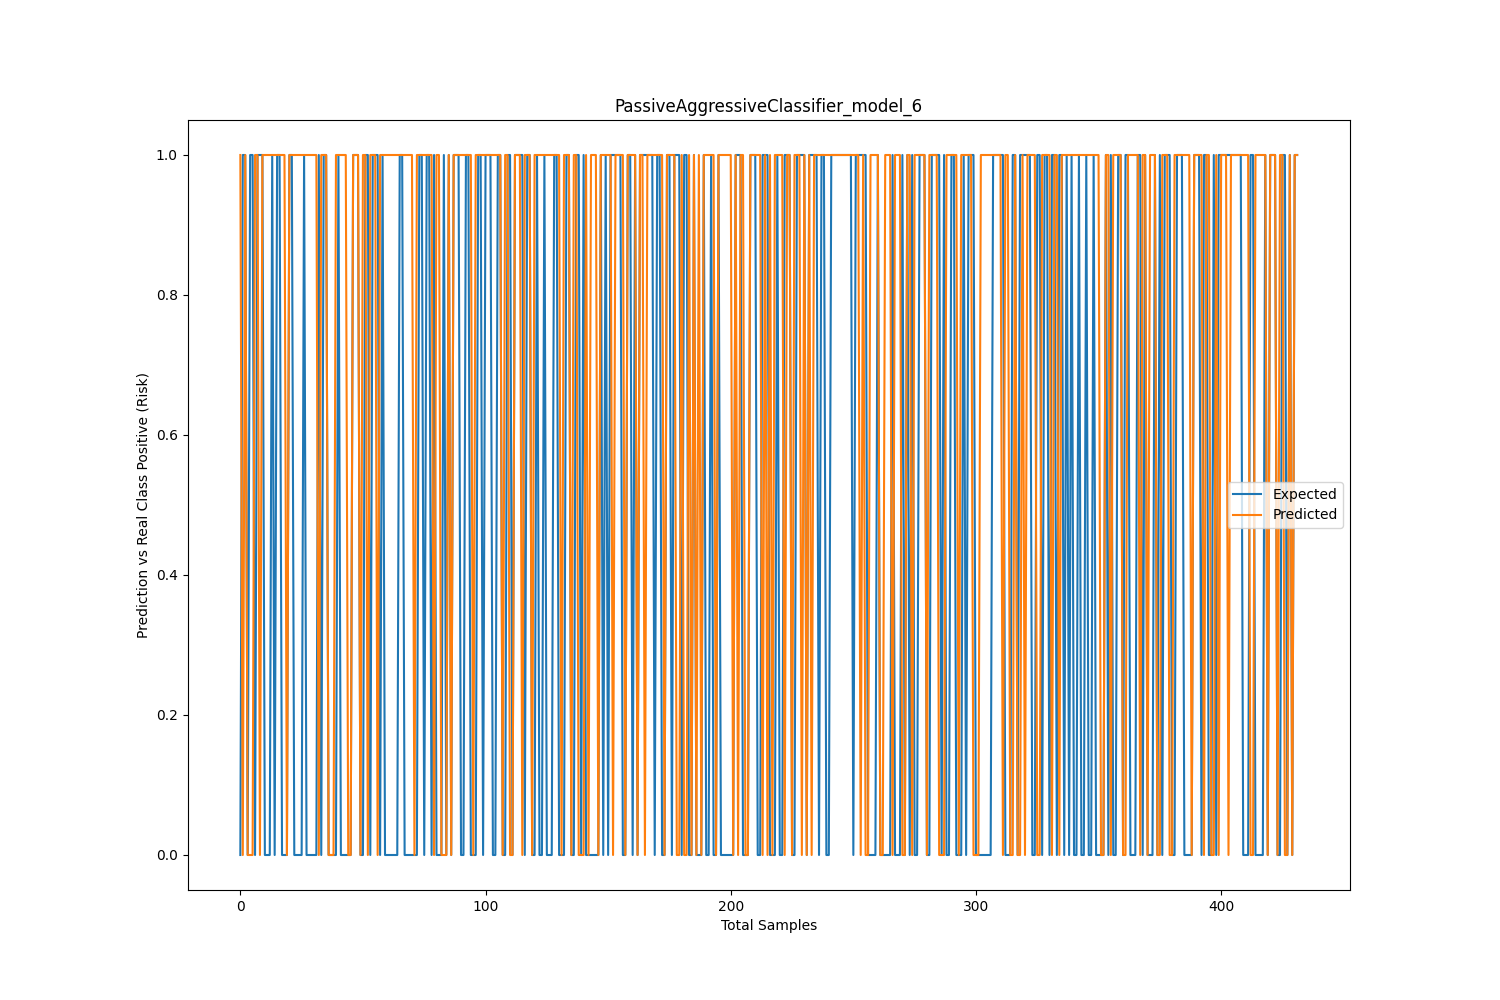 PassiveAggressiveClassifier_model_6
1.0
0.8
0.6
0.4
0.2
0.0
Prediction vs Real Class Positive (Risk)
Expected
Predicted
0 100 200 300 400
Total Samples